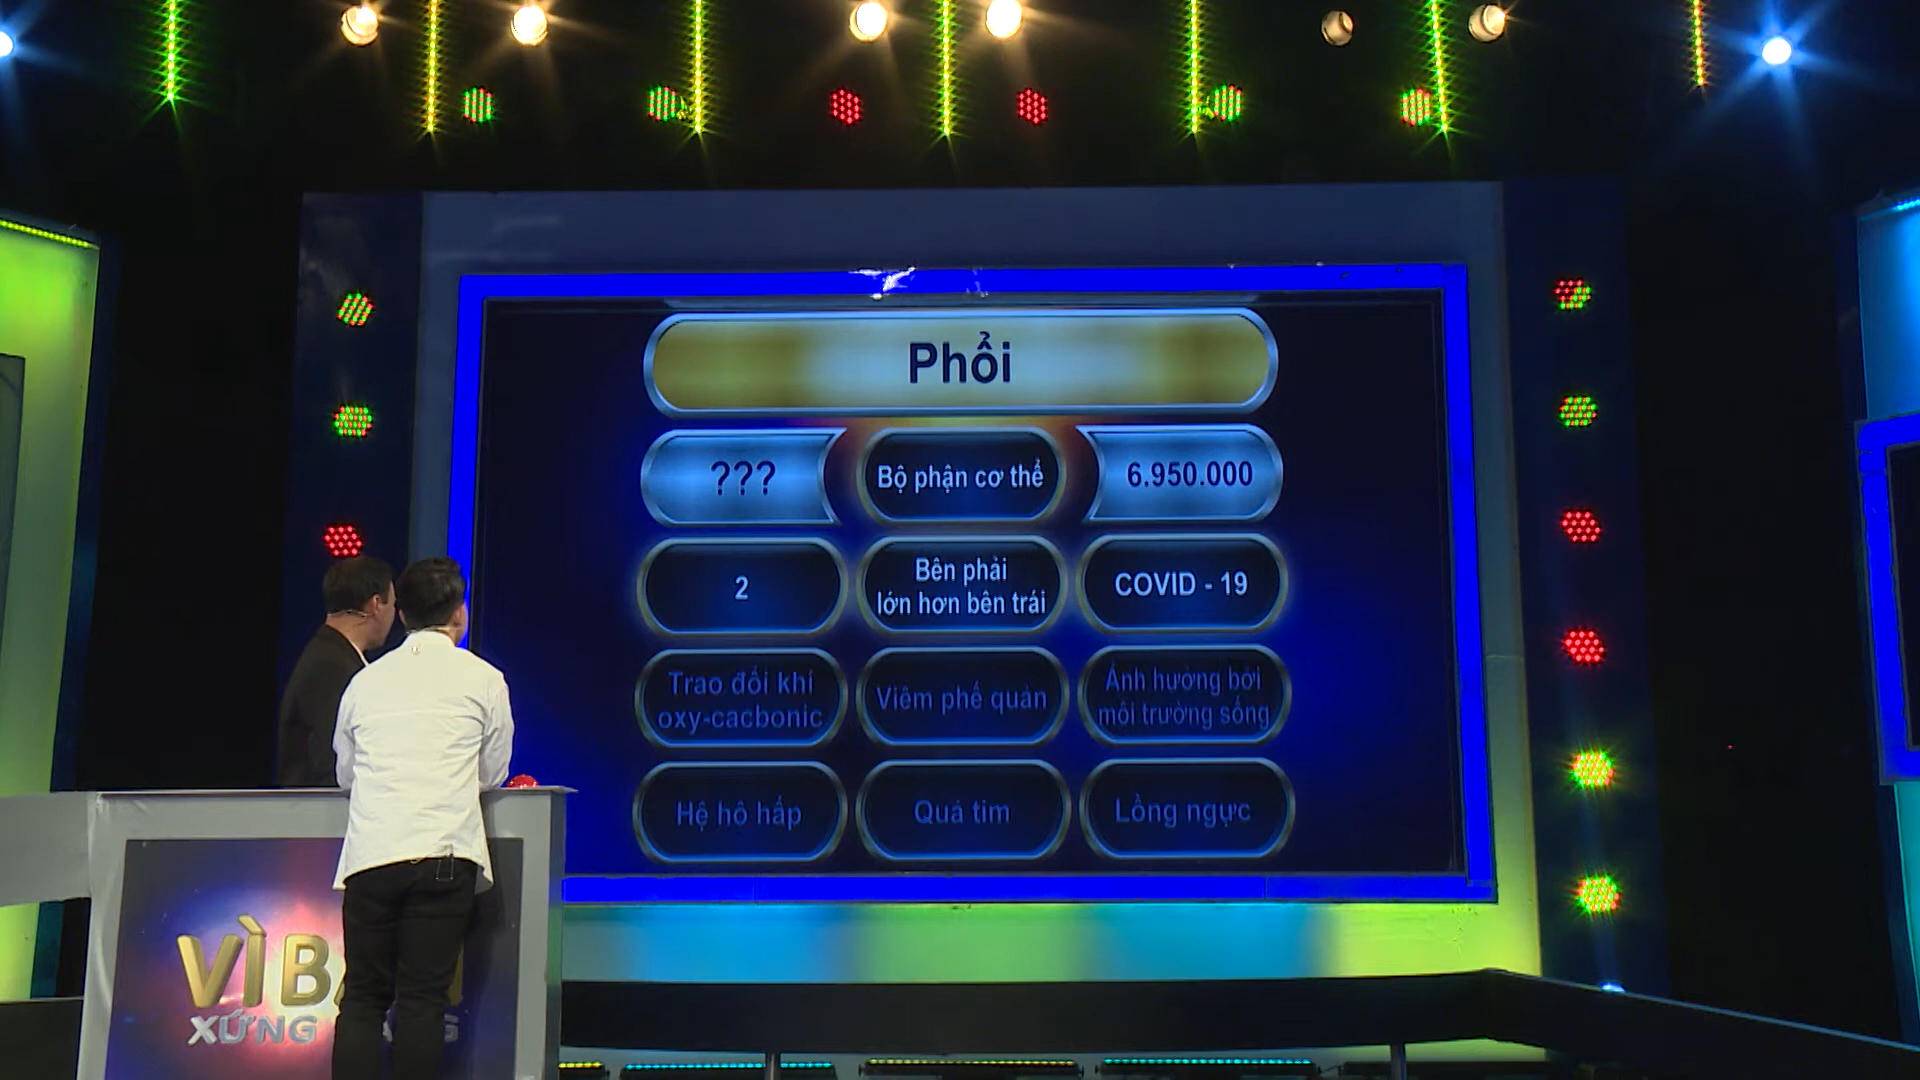 Phổi
???
Bộ phận cơ thể
6.950.000
2
Bên phải
lớn hơn bên trái
COVID - 19
Trao đổi khí
oxy-cacbonic
Viêm phế quản
Ảnh hưởng bởi
môi trường sống
Hệ hô hấp
Quả tim
Lồng ngực
VÌ B
XỨNG